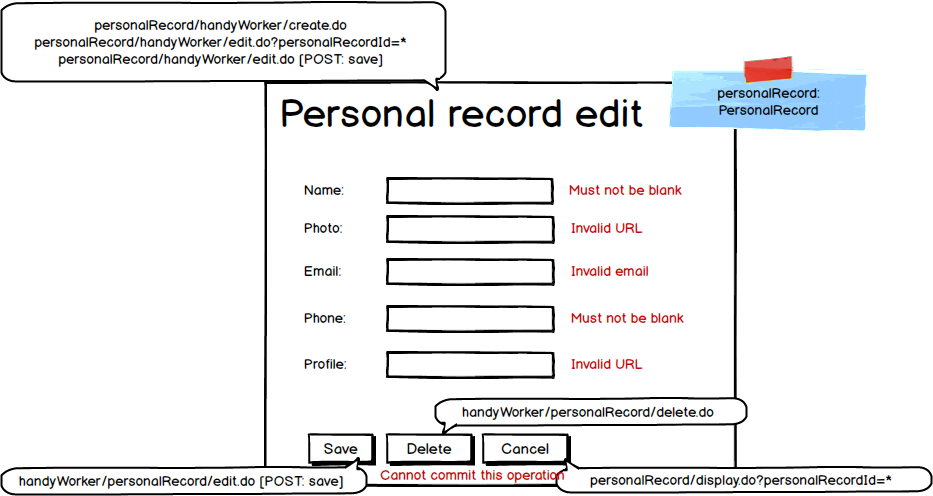 personalRecord/handyWorker/create.do
personalRecord/handyWorker/edit.do?personalRecordId=*
personalRecord/handyWorker/edit.do [POST: save]
personalRecord:
PersonalRecord
Personal record edit
Name: Must not be blank
Photo: Invalid URL
Email: Invalid email
Phone: Must not be blank
Profile: Invalid URL
handyWorker/personalRecord/delete.do
Save Delete Cancel
Cannot commit this operation
handyWorker/personalRecord/edit.do [POST: save]
personalRecord/display.do?personalRecordId=*